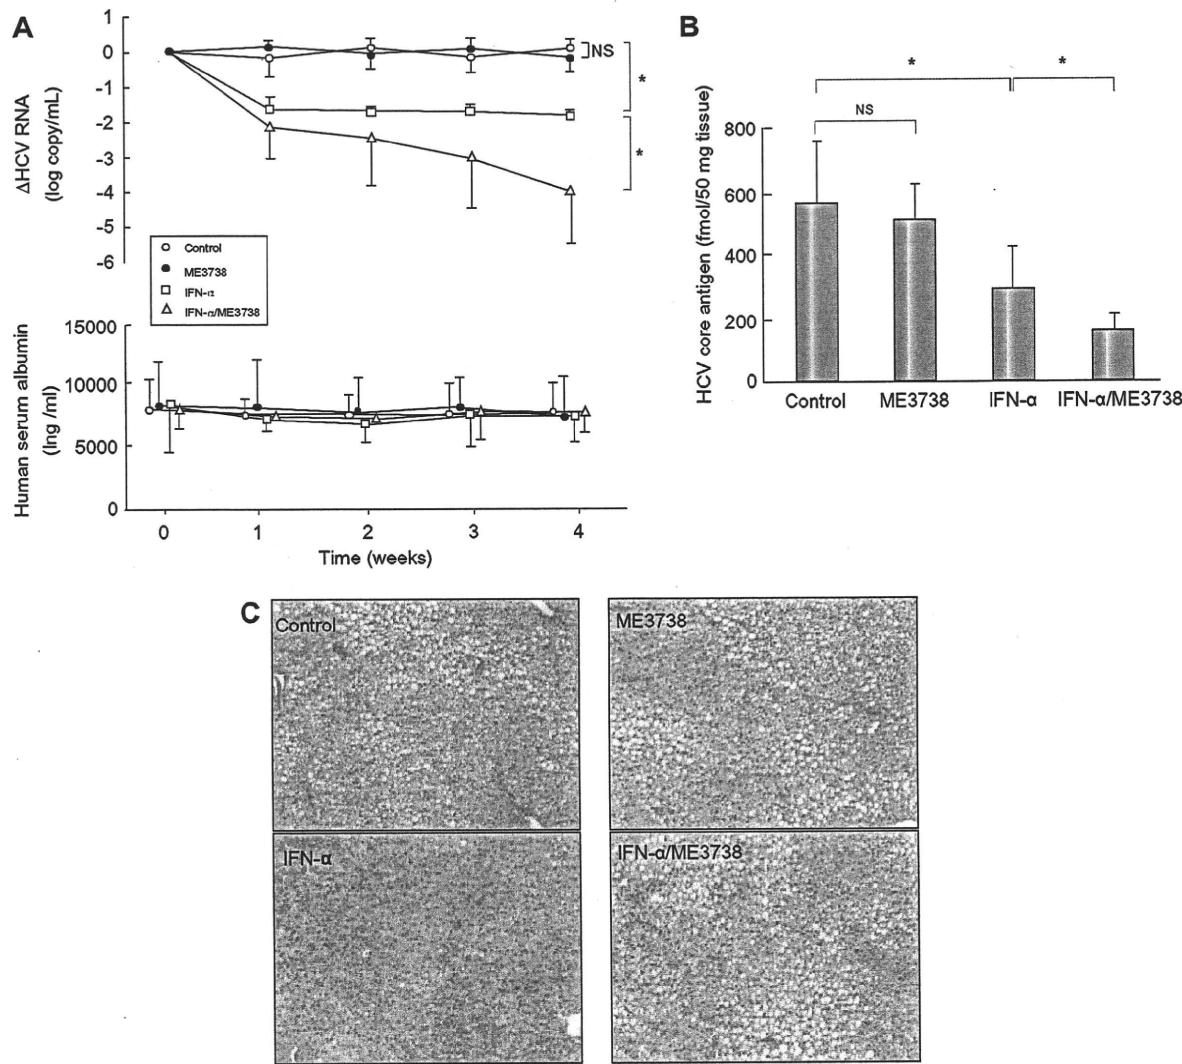 A
ΔHCV RNA
(log copy/mL)
1
0
-1
-2
-3
-4
-5
-6
NS
*
*
Control
ME3738
IFN-α
IFN-α/ME3738
Human serum albumin
(lng /ml)
15000
10000
5000
0
0 1 2 3 4
Time (weeks)
B
HCV core antigen (fmol/50 mg tissue)
* *
NS
800
600
400
200
0
Control ME3738 IFN-α IFN-α/ME3738
C
Control
ME3738
IFN-α
IFN-α/ME3738